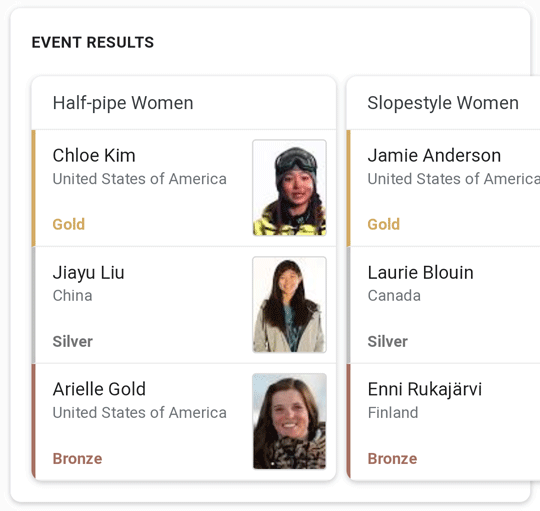 EVENT RESULTS
Half-pipe Women
Chloe Kim
United States of America
Gold
Jiayu Liu
China
Silver
Arielle Gold
United States of America
Bronze
Slopestyle Women
Jamie Anderson
United States of America
Gold
Laurie Blouin
Canada
Silver
Enni Rukajärvi
Finland
Bronze